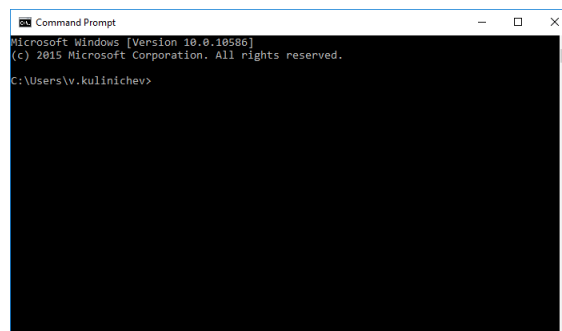 Command Prompt
Microsoft Windows [Version 10.0.10586]
(c) 2015 Microsoft Corporation. All rights reserved.
C:\Users\v.kulinichev>